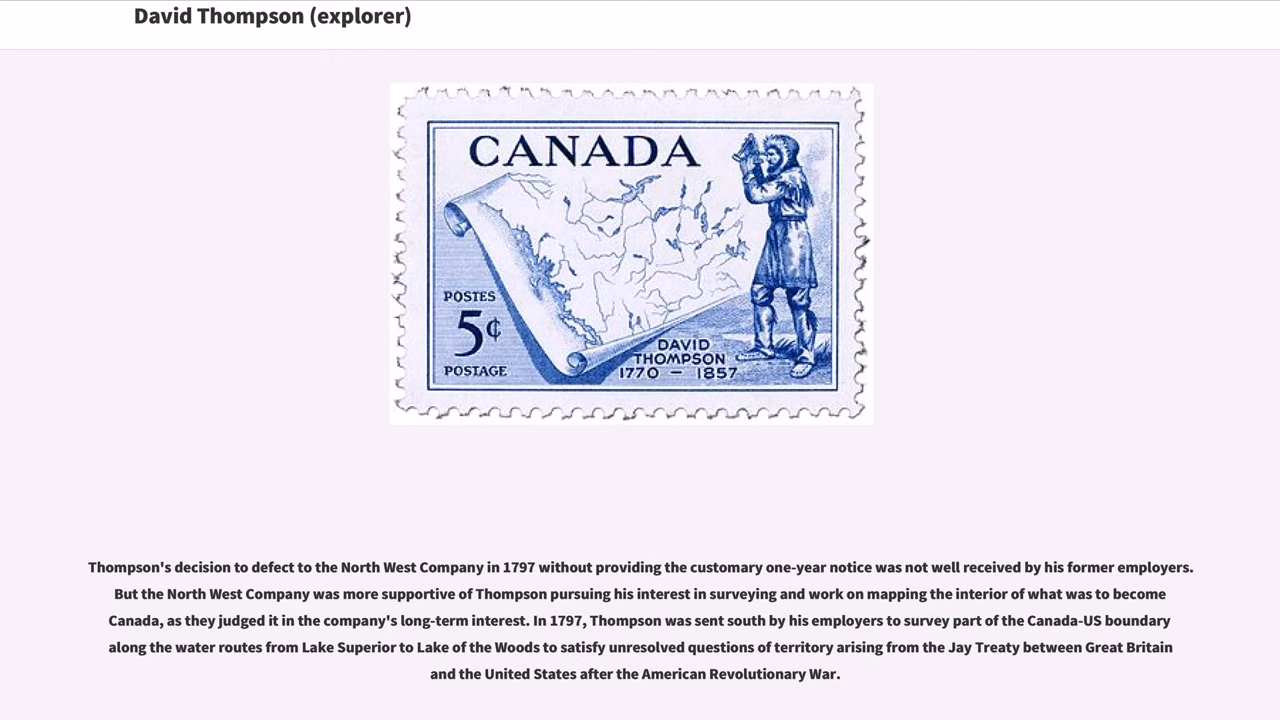 David Thompson (explorer)
CANADA
POSTES
5¢
POSTAGE
DAVID
THOMPSON
1770 – 1857
Thompson's decision to defect to the North West Company in 1797 without providing the customary one-year notice was not well received by his former employers.
But the North West Company was more supportive of Thompson pursuing his interest in surveying and work on mapping the interior of what was to become
Canada, as they judged it in the company's long-term interest. In 1797, Thompson was sent south by his employers to survey part of the Canada-US boundary
along the water routes from Lake Superior to Lake of the Woods to satisfy unresolved questions of territory arising from the Jay Treaty between Great Britain
and the United States after the American Revolutionary War.